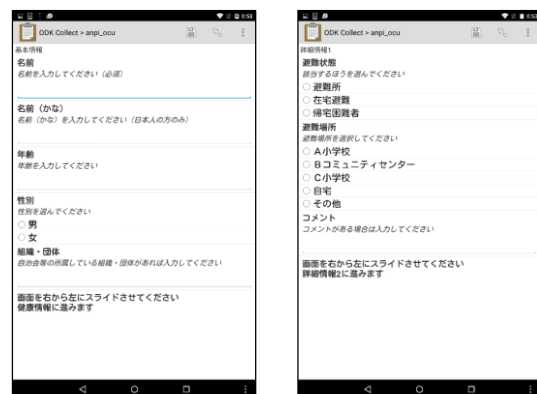 0:53
ODK Collect > anpi_ocu
基本情報
名前
名前を入力してください（必須）
名前（かな）
名前（かな）を入力してください（日本人の方のみ）
年齢
年齢を入力してください
性別
性別を選んでください
男
女
組織・団体
自治会等の所属している組織・団体があれば入力してください
画面を右から左にスライドさせてください
健康情報に進みます
0:53
ODK Collect > anpi_ocu
詳細情報1
避難状態
該当するほうを選んでください
避難所
在宅避難
帰宅困難者
避難場所
避難場所を選択してください
A小学校
Bコミュニティセンター
C小学校
自宅
その他
コメント
コメントがある場合は入力してください
画面を右から左にスライドさせてください
詳細情報2に進みます